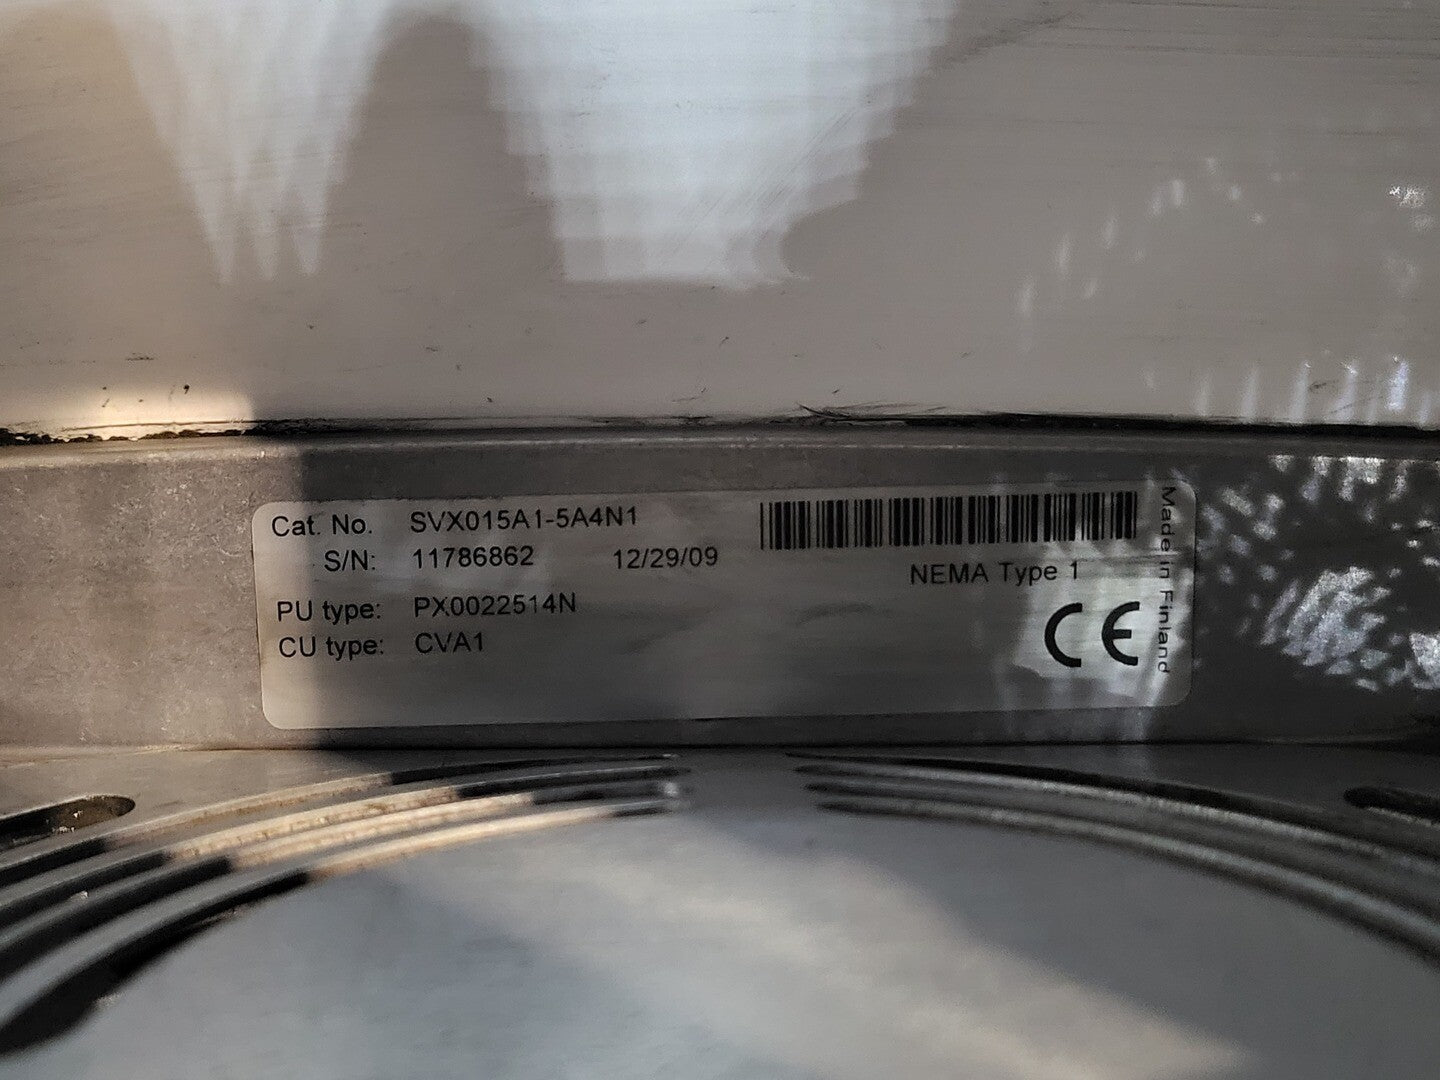 Cat. No. SVX015A1-5A4N1
S/N: 11786862 12/29/09
NEMA Type 1
PU type: PX0022514N
CU type: CVA1
CE
Made in Finland